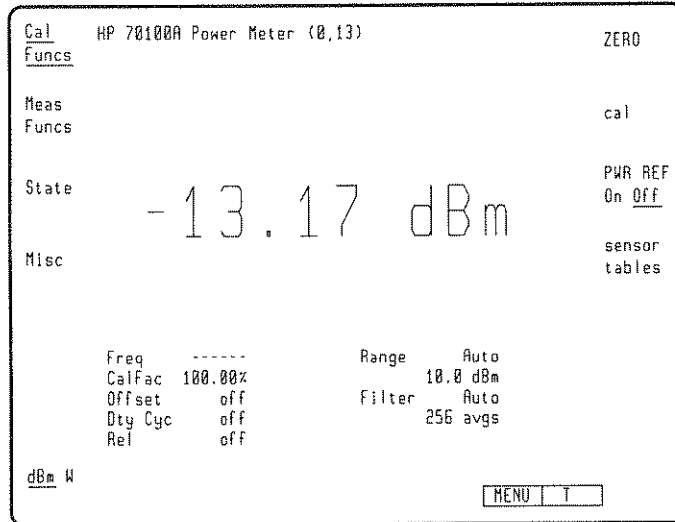 Cal
Funcs
HP 70100A Power Meter (0,13)
ZERO
Meas
Funcs
cal
State
PWR REF
On Off
-13.17 dBm
Misc
sensor
tables
Freq ------
CalFac 100.00%
Offset off
Dty Cyc off
Rel off
Range Auto
10.0 dBm
Filter Auto
256 avgs
dBm W
MENU T